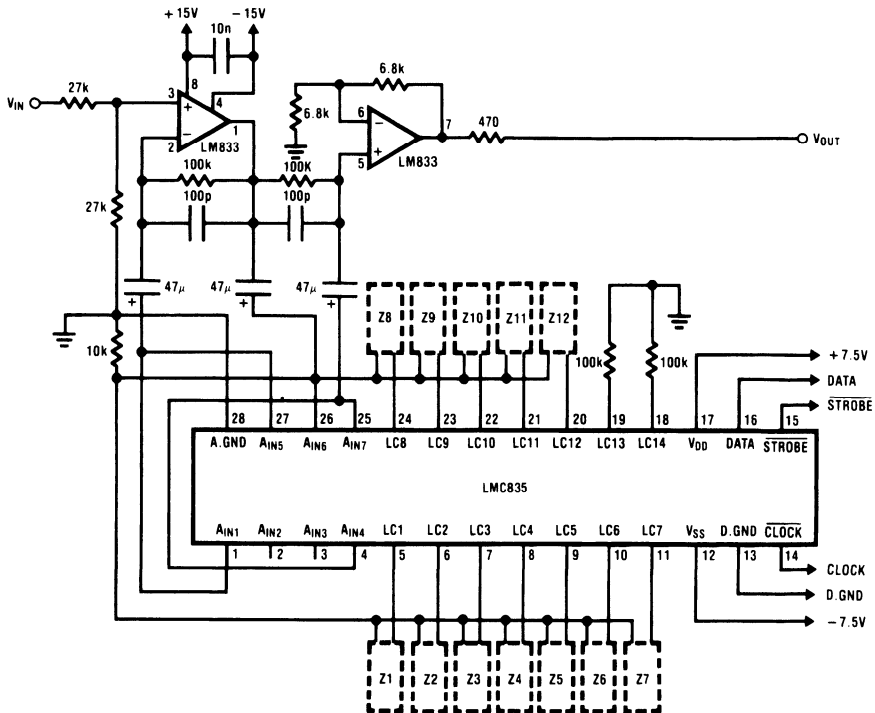 +15V
−15V
10n
27k
VIN
3
8
4
+
−
2
1
LM833
6.8k
6.8k
6
−
7
470
VOUT
5
+
LM833
100k
100K
100p
100p
27k
47µ
47µ
47µ
+
+
+
Z8
Z9
Z10
Z11
Z12
10k
100k
100k
+7.5V
DATA
STROBE
28
27
26
25
24
23
22
21
20
19
18
17
16
15
A.GND
AIN5
AIN6
AIN7
LC8
LC9
LC10
LC11
LC12
LC13
LC14
VDD
DATA
STROBE
LMC835
AIN1
AIN2
AIN3
AIN4
LC1
LC2
LC3
LC4
LC5
LC6
LC7
VSS
D.GND
CLOCK
1
2
3
4
5
6
7
8
9
10
11
12
13
14
CLOCK
D.GND
−7.5V
Z1
Z2
Z3
Z4
Z5
Z6
Z7